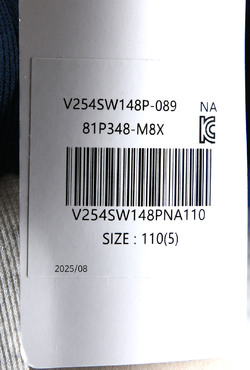 V254SW148P-089 NA
81P348-M8X
V254SW148PNA110
SIZE : 110(5)
2025/08